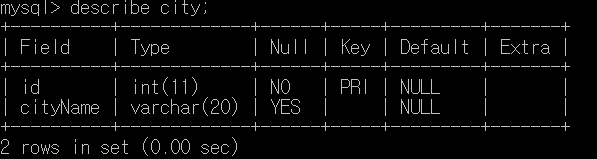 mysql> describe city;
+----------+-------------+------+-----+---------+-------+
| Field    | Type        | Null | Key | Default | Extra |
+----------+-------------+------+-----+---------+-------+
| id       | int(11)     | NO   | PRI | NULL    |       |
| cityName | varchar(20) | YES  |     | NULL    |       |
+----------+-------------+------+-----+---------+-------+
2 rows in set (0.00 sec)